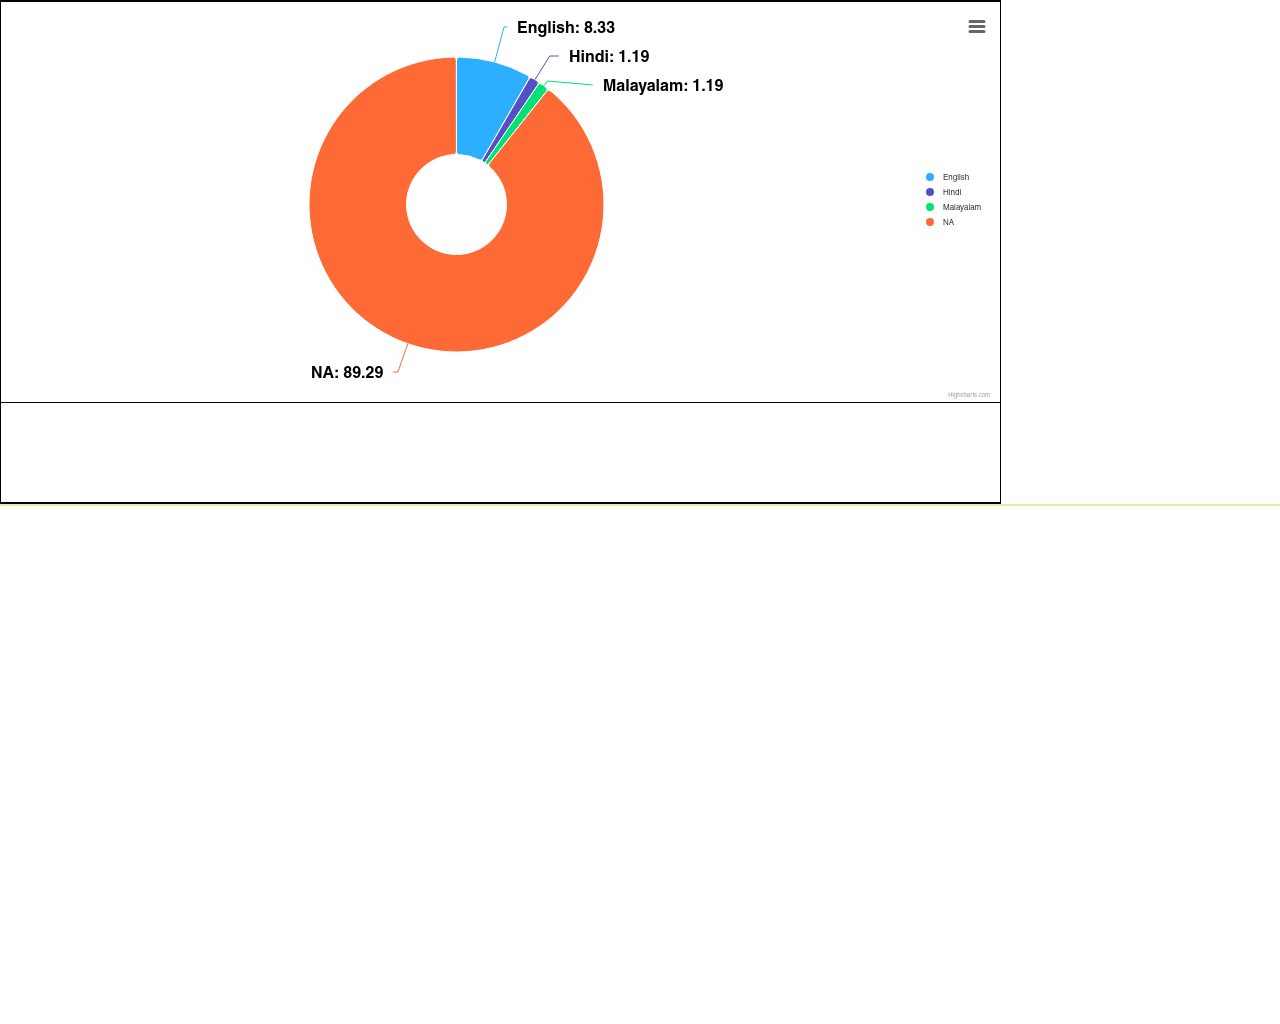 English: 8.33
Hindi: 1.19
Malayalam: 1.19
English
Hindi
Malayalam
NA
NA: 89.29
Highcharts.com